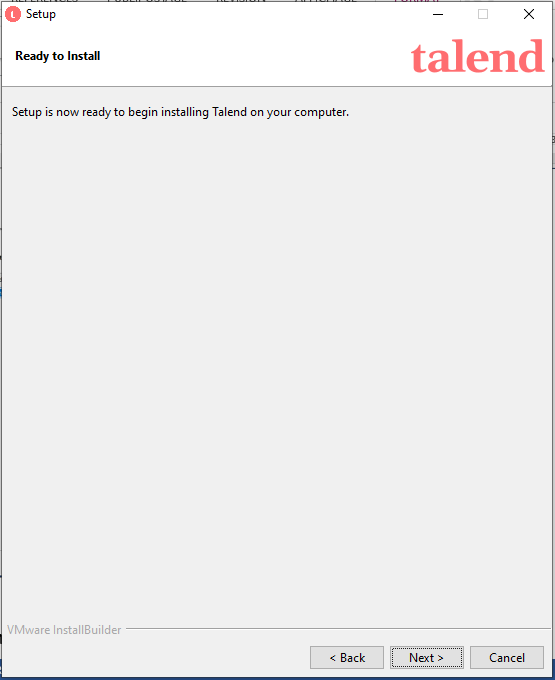 Setup
Ready to Install
talend
Setup is now ready to begin installing Talend on your computer.
VMware InstallBuilder
< Back
Next >
Cancel